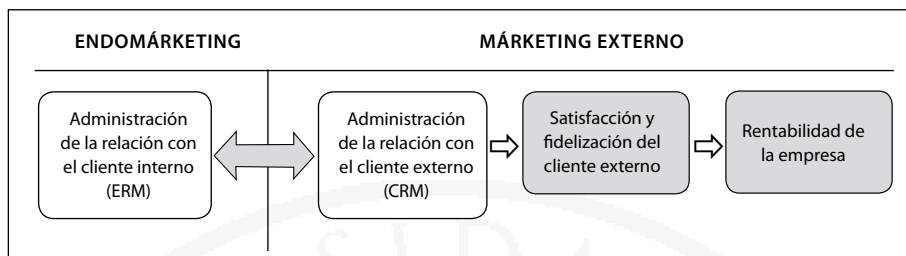 ENDOMÁRKETING
MÁRKETING EXTERNO
Administración
de la relación con
el cliente interno
(ERM)
Administración
de la relación con
el cliente externo
(CRM)
Satisfacción y
fidelización del
cliente externo
Rentabilidad de
la empresa